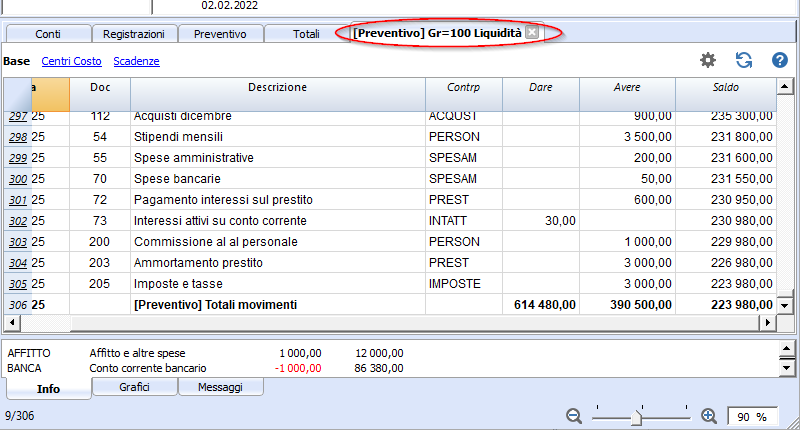 02.02.2022
Conti Registrazioni Preventivo Totali [Preventivo] Gr=100 Liquidità
Base Centri Costo Scadenze
a Doc Descrizione Contrp Dare Avere Saldo
297 25 112 Acquisti dicembre ACQUST 900,00 235 300,00
298 25 54 Stipendi mensili PERSON 3 500,00 231 800,00
299 25 55 Spese amministrative SPESAM 200,00 231 600,00
300 25 70 Spese bancarie SPESAM 50,00 231 550,00
301 25 72 Pagamento interessi sul prestito PREST 600,00 230 950,00
302 25 73 Interessi attivi su conto corrente INTATT 30,00 230 980,00
303 25 200 Commissione al al personale PERSON 1 000,00 229 980,00
304 25 203 Ammortamento prestito PREST 3 000,00 226 980,00
305 25 205 Imposte e tasse IMPOSTE 3 000,00 223 980,00
306 25 [Preventivo] Totali movimenti 614 480,00 390 500,00 223 980,00
AFFITTO Affitto e altre spese 1 000,00 12 000,00
BANCA Conto corrente bancario -1 000,00 86 380,00
Info Grafici Messaggi
9/306 90 %